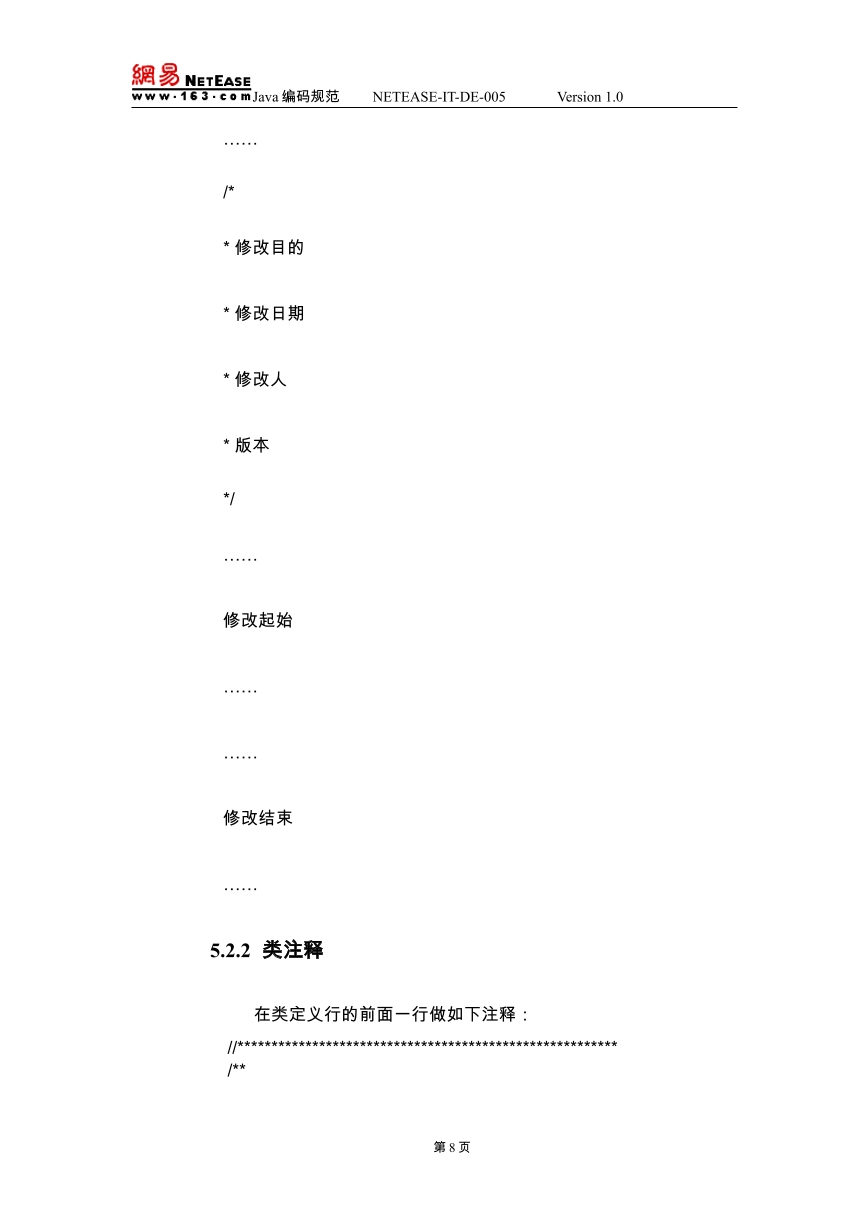 網易 NETEASE
www.163.com Java 编码规范 NETEASE-IT-DE-005 Version 1.0
……
/*
* 修改目的
* 修改日期
* 修改人
* 版本
*/
……
修改起始
……
……
修改结束
……
5.2.2 类注释
在类定义行的前面一行做如下注释：
//********************************************************
/**
第 8 页